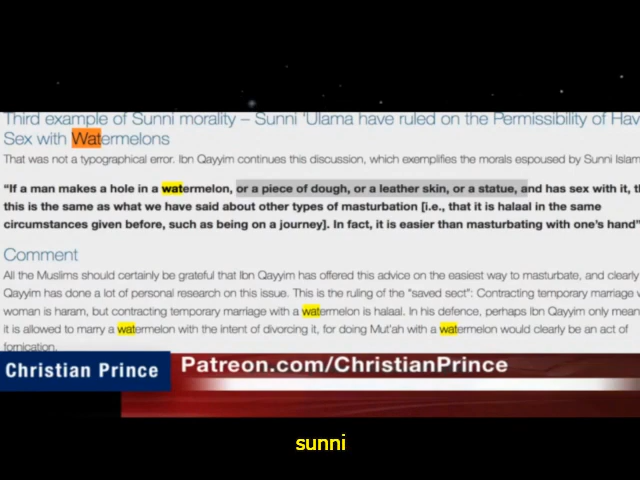 Third example of Sunni morality – Sunni 'Ulama have ruled on the Permissibility of Hav
Sex with Watermelons
That was not a typographical error. Ibn Qayyim continues this discussion, which exemplifies the morals espoused by Sunni Islam
“If a man makes a hole in a watermelon, or a piece of dough, or a leather skin, or a statue, and has sex with it, t
this is the same as what we have said about other types of masturbation [i.e., that it is halaal in the same
circumstances given before, such as being on a journey]. In fact, it is easier than masturbating with one’s hand”
Comment
All the Muslims should certainly be grateful that Ibn Qayyim has offered this advice on the easiest way to masturbate, and clearly
Qayyim has done a lot of personal research on this issue. This is the ruling of the "saved sect": Contracting temporary marriage w
woman is haram, but contracting temporary marriage with a watermelon is halaal. In his defence, perhaps Ibn Qayyim only mean
it is allowed to marry a watermelon with the intent of divorcing it, for doing Mut'ah with a watermelon would clearly be an act of
fornication.
Christian Prince
Patreon.com/ChristianPrince
sunni